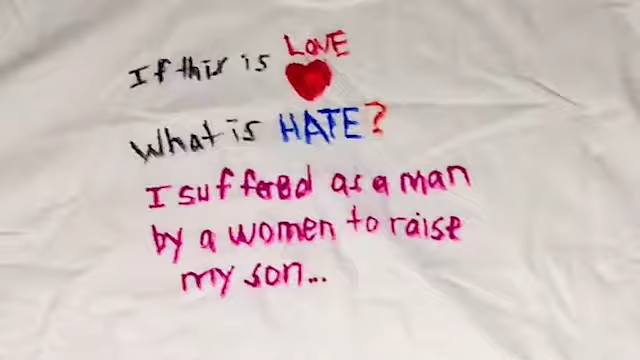 If this is LOVE
What is HATE?
I suffered as a man
by a women to raise
my son...